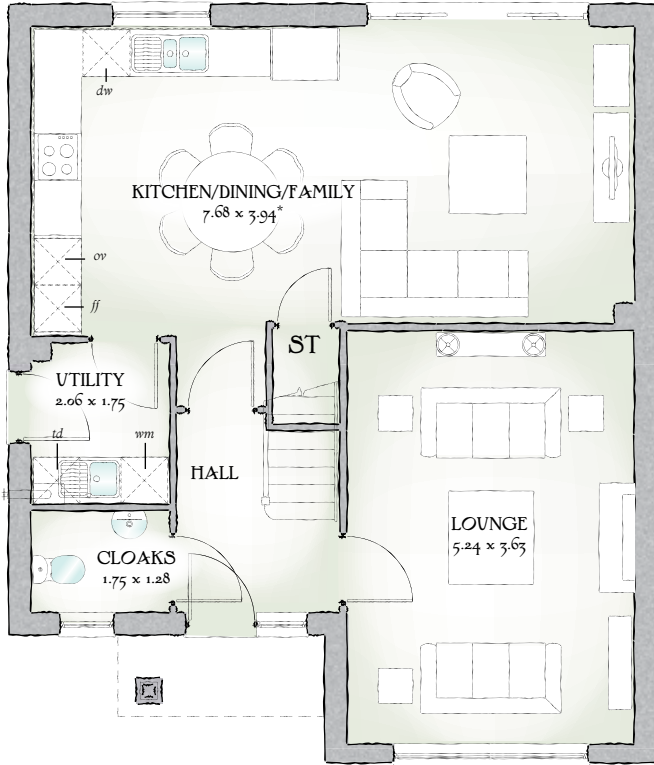 dw
KITCHEN/DINING/FAMILY
7.68 x 3.94*
ov
ff
ST
UTILITY
2.06 x 1.75
td
wm
HALL
LOUNGE
5.24 x 3.63
CLOAKS
1.75 x 1.28